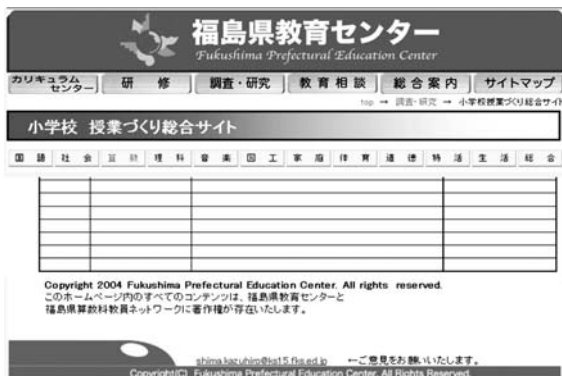 福島県教育センター
Fukushima Prefectural Education Center
カリキュラムセンター 研 修 調査・研究 教育相談 総合案内 サイトマップ
top → 調査・研究 → 小学校授業づくり総合サイト
小学校 授業づくり総合サイト
国 語 社 会 算 数 理 科 音 楽 図 工 家 庭 体 育 道 徳 特 活 生 活 総 合
Copyright 2004 Fukushima Prefectural Education Center. All rights reserved.
このホームページ内のすべてのコンテンツは、福島県教育センターと
福島県算数科教員ネットワークに著作権が存在いたします。
shima.kazuhiro@ks15.fks.ed.jp ←ご意見をお願いいたします。
Copyright(C) Fukushima Prefectural Education Center, All Rights Reserved.